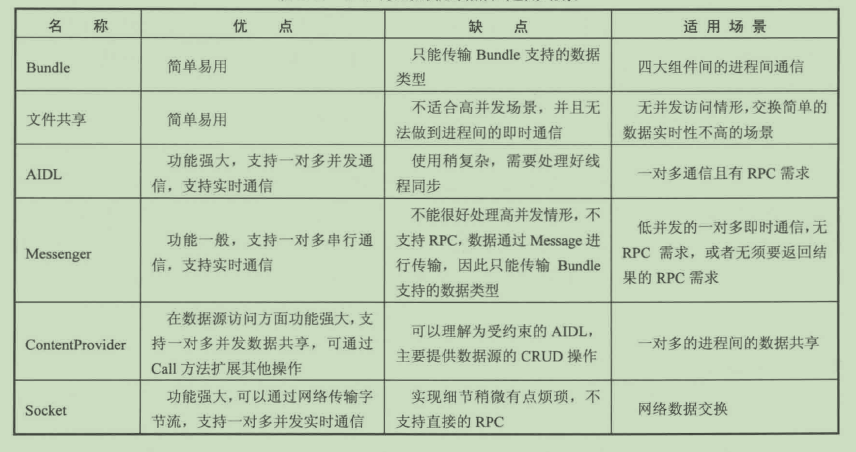 名 称 优 点 缺 点 适 用 场 景
Bundle
简单易用
只能传输 Bundle 支持的数据
类型
四大组件间的进程间通信
文件共享
简单易用
不适合高并发场景，并且无
法做到进程间的即时通信
无并发访问情形，交换简单的
数据实时性不高的场景
AIDL
功能强大，支持一对多并发通
信，支持实时通信
使用稍复杂，需要处理好线
程同步
一对多通信且有 RPC 需求
Messenger
功能一般，支持一对多串行通
信，支持实时通信
不能很好处理高并发情形，不
支持 RPC，数据通过 Message 进
行传输，因此只能传输 Bundle
支持的数据类型
低并发的一对多即时通信，无
RPC 需求，或者无须要返回结
果的 RPC 需求
ContentProvider
在数据源访问方面功能强大，支
持一对多并发数据共享，可通过
Call 方法扩展其他操作
可以理解为受约束的 AIDL，
主要提供数据源的 CRUD 操作
一对多的进程间的数据共享
Socket
功能强大，可以通过网络传输字
节流，支持一对多并发实时通信
实现细节稍微有点烦琐，不
支持直接的 RPC
网络数据交换